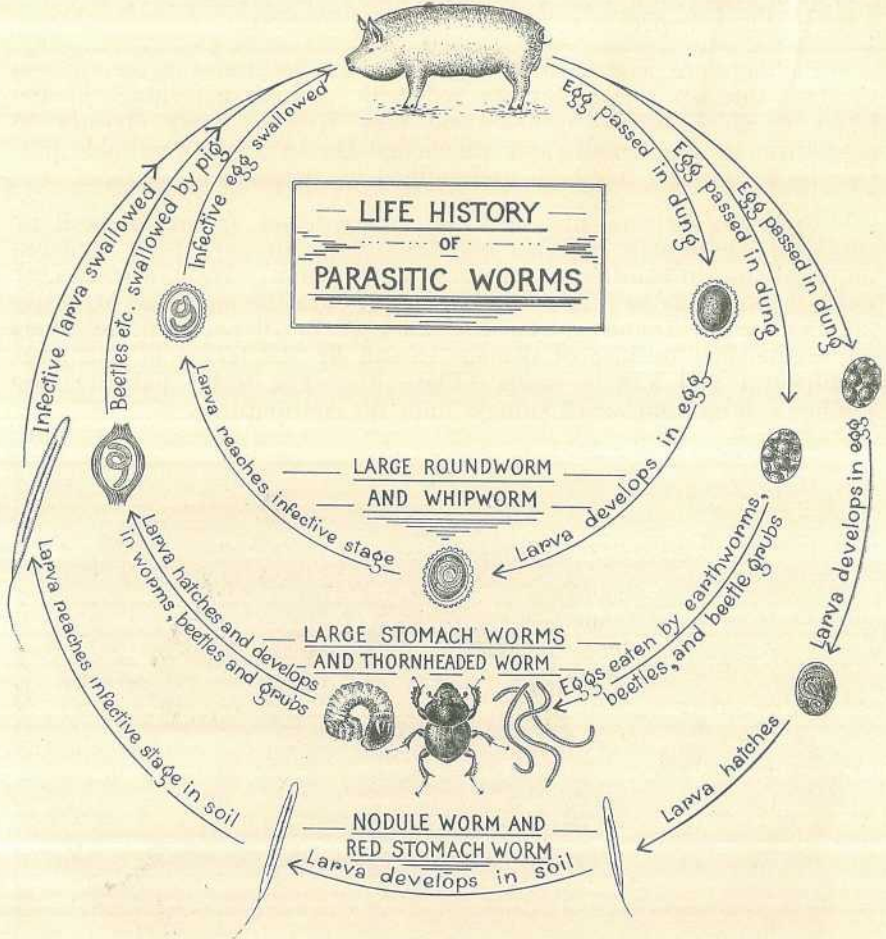 LIFE HISTORY
OF
PARASITIC WORMS
Egg passed in dung
Egg passed in dung
Egg passed in dung
Infective egg swallowed
Beetles etc. swallowed by pig
Infective larva swallowed
Larva reaches infective stage
LARGE ROUNDWORM
AND WHIPWORM
Larva develops in egg
Larva develops in egg
Larva hatches and develops
in worms, beetles and grubs
LARGE STOMACH WORMS
AND THORNHEADED WORM
Eggs eaten by earthworms,
beetles, and beetle grubs
Larva reaches infective stage in soil
NODULE WORM AND
RED STOMACH WORM
Larva develops in soil
Larva hatches